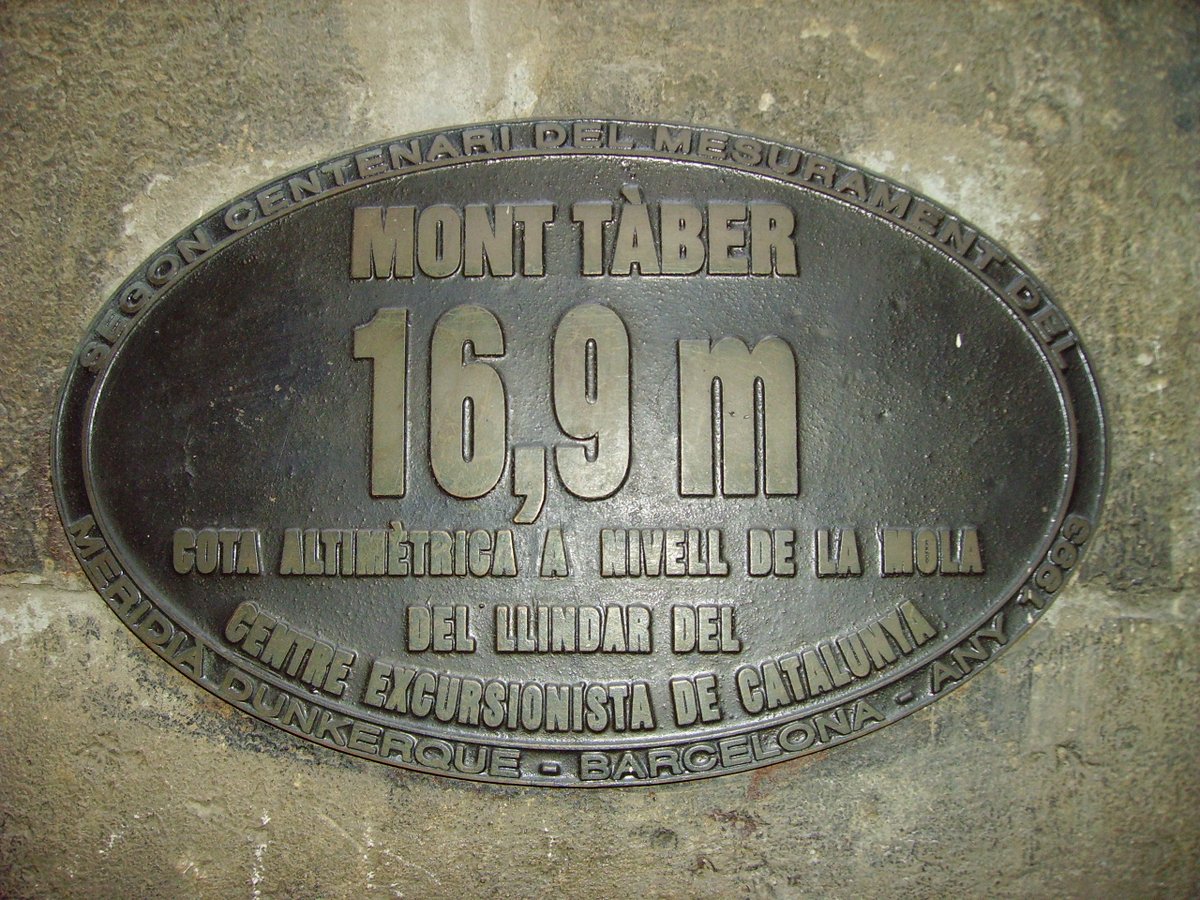 SEGON CENTENARI DEL MESURAMENT DEL
MONT TÀBER
16,9 m
COTA ALTIMÈTRICA A NIVELL DE LA MOLA
DEL LLINDAR DEL
CENTRE EXCURSIONISTA DE CATALUNYA
MERIDIA DUNKERQUE - BARCELONA - ANY 1993